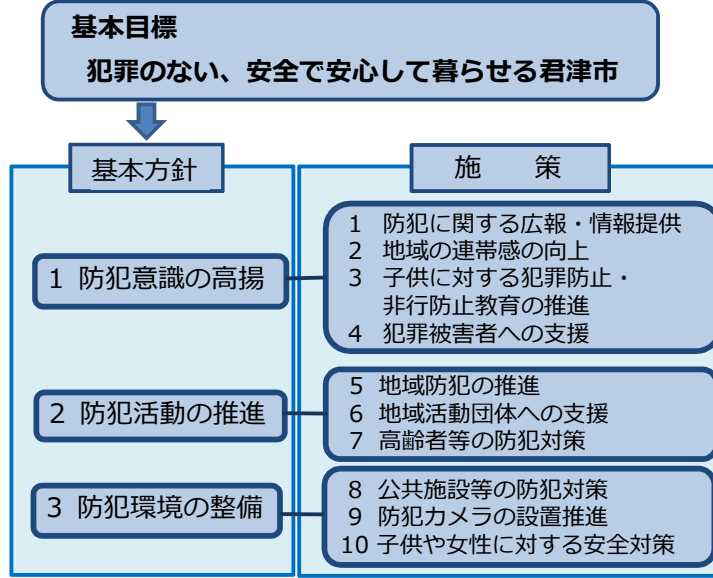 基本目標
犯罪のない、安全で安心して暮らせる君津市
基本方針
施　策
1 防犯意識の高揚
1 防犯に関する広報・情報提供
2 地域の連帯感の向上
3 子供に対する犯罪防止・
非行防止教育の推進
4 犯罪被害者への支援
2 防犯活動の推進
5 地域防犯の推進
6 地域活動団体への支援
7 高齢者等の防犯対策
3 防犯環境の整備
8 公共施設等の防犯対策
9 防犯カメラの設置推進
10 子供や女性に対する安全対策